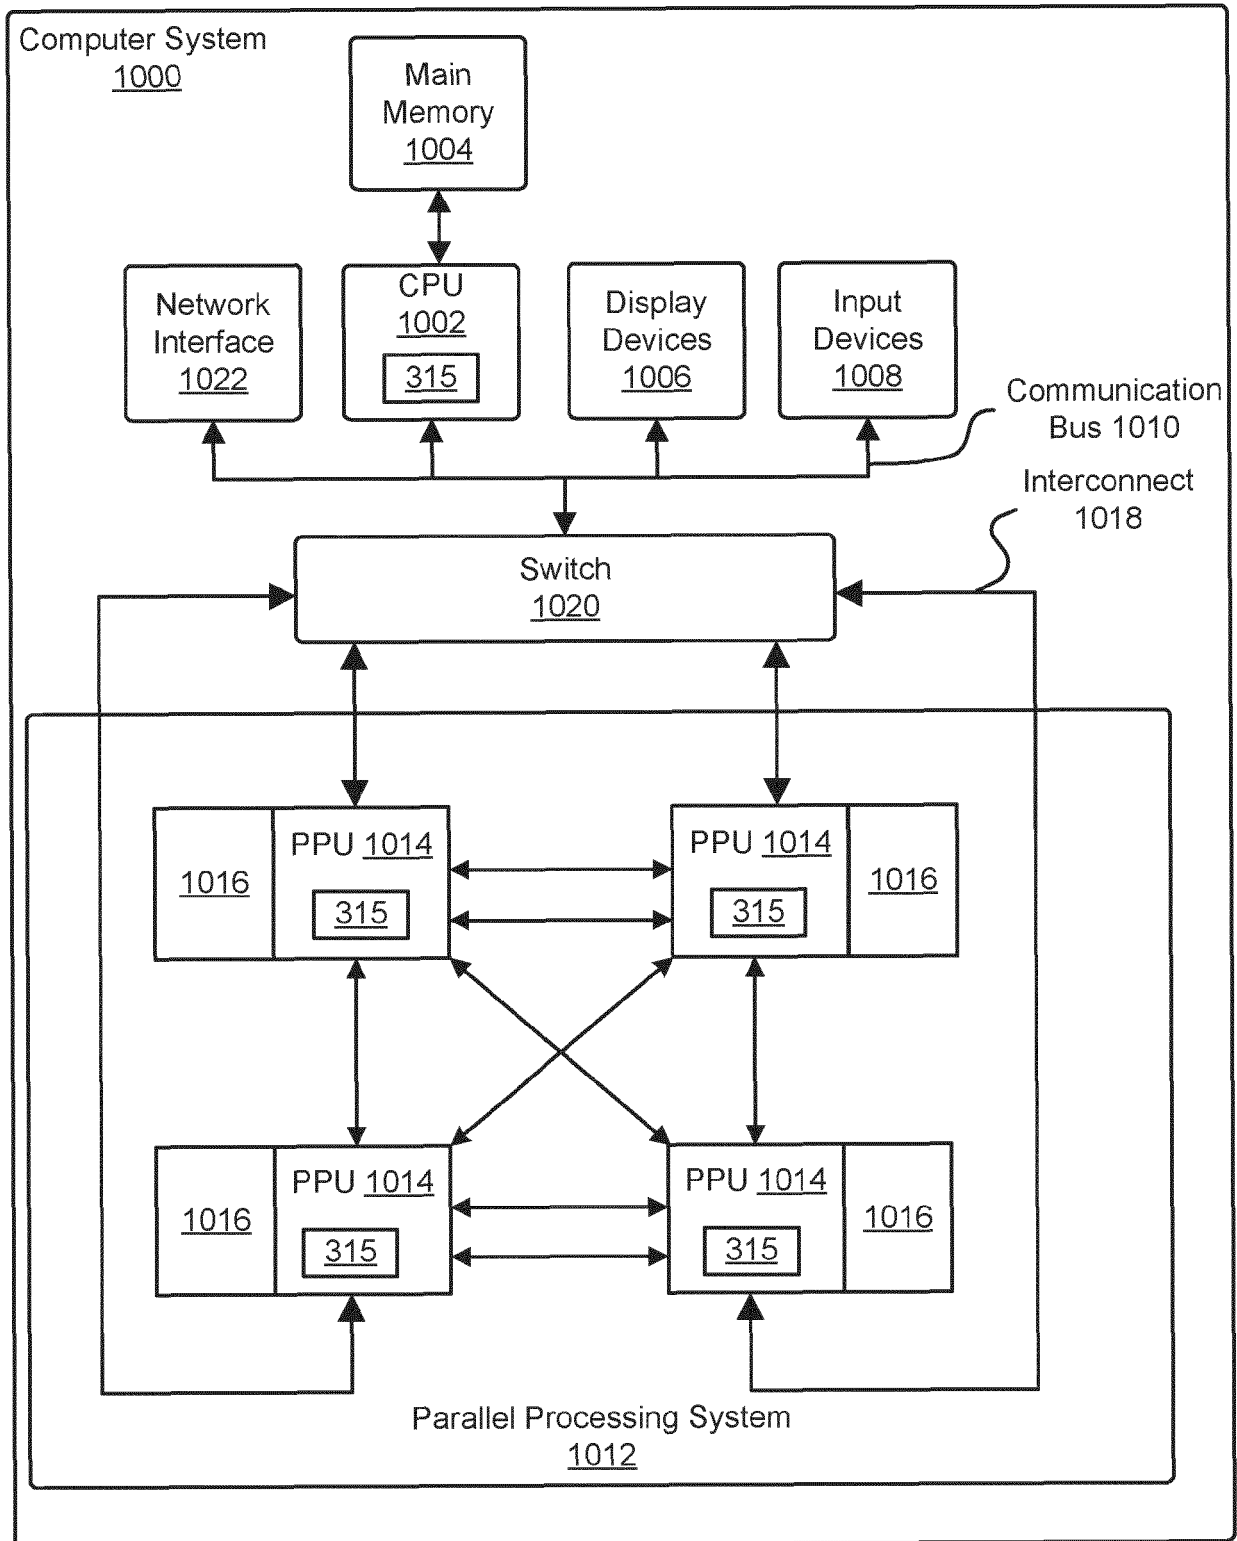 Computer System
1000
Main
Memory
1004
Network
Interface
1022
CPU
1002
315
Display
Devices
1006
Input
Devices
1008
Communication
Bus 1010
Interconnect
1018
Switch
1020
1016
PPU 1014
315
PPU 1014
315
1016
1016
PPU 1014
315
PPU 1014
315
1016
Parallel Processing System
1012